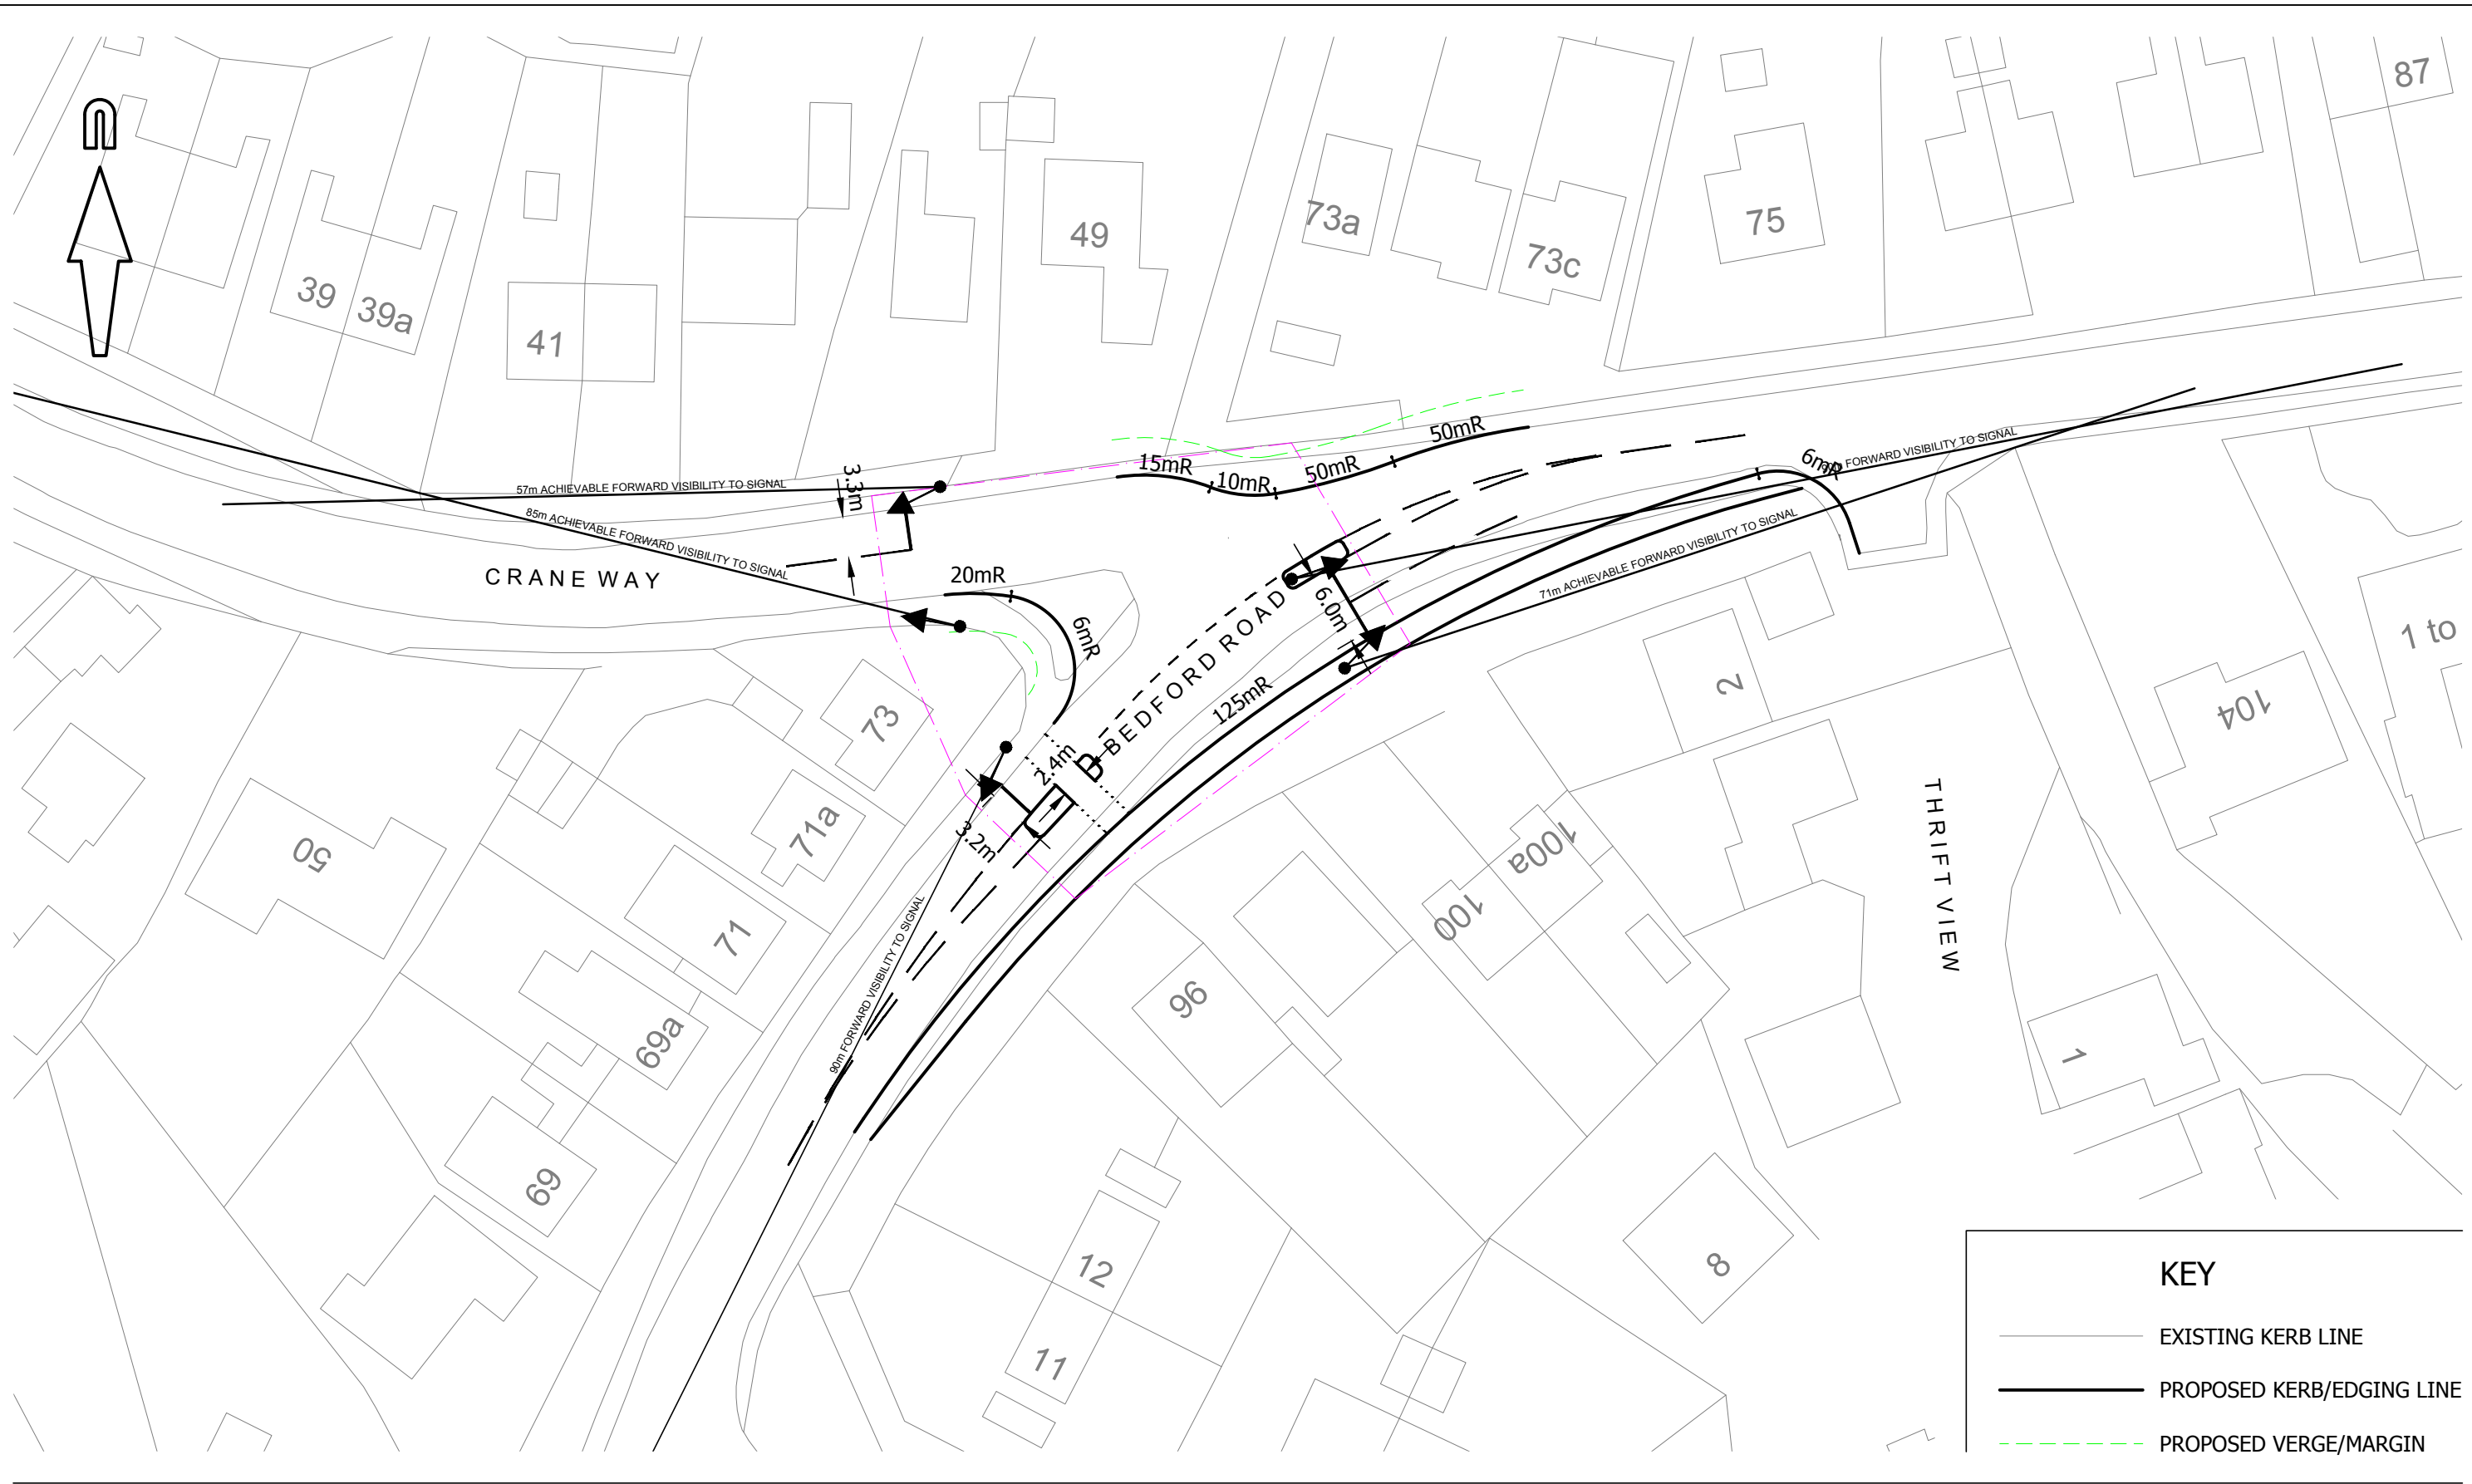 87
73a
49
75
73c
39
39a
41
50mR
15mR
50mR
10mR
6mR
3.3m
57m ACHIEVABLE FORWARD VISIBILITY TO SIGNAL
FORWARD VISIBILITY TO SIGNAL
85m ACHIEVABLE FORWARD VISIBILITY TO SIGNAL
71m ACHIEVABLE FORWARD VISIBILITY TO SIGNAL
CRANE WAY
20mR
6mR
6.0m
BEDFORD ROAD
125mR
1 to
2
104
73
2.4m
3.2m
71a
100a
THRIFT VIEW
50
100
71
90m FORWARD VISIBILITY TO SIGNAL
96
69a
1
69
12
8
11
KEY
EXISTING KERB LINE
PROPOSED KERB/EDGING LINE
PROPOSED VERGE/MARGIN